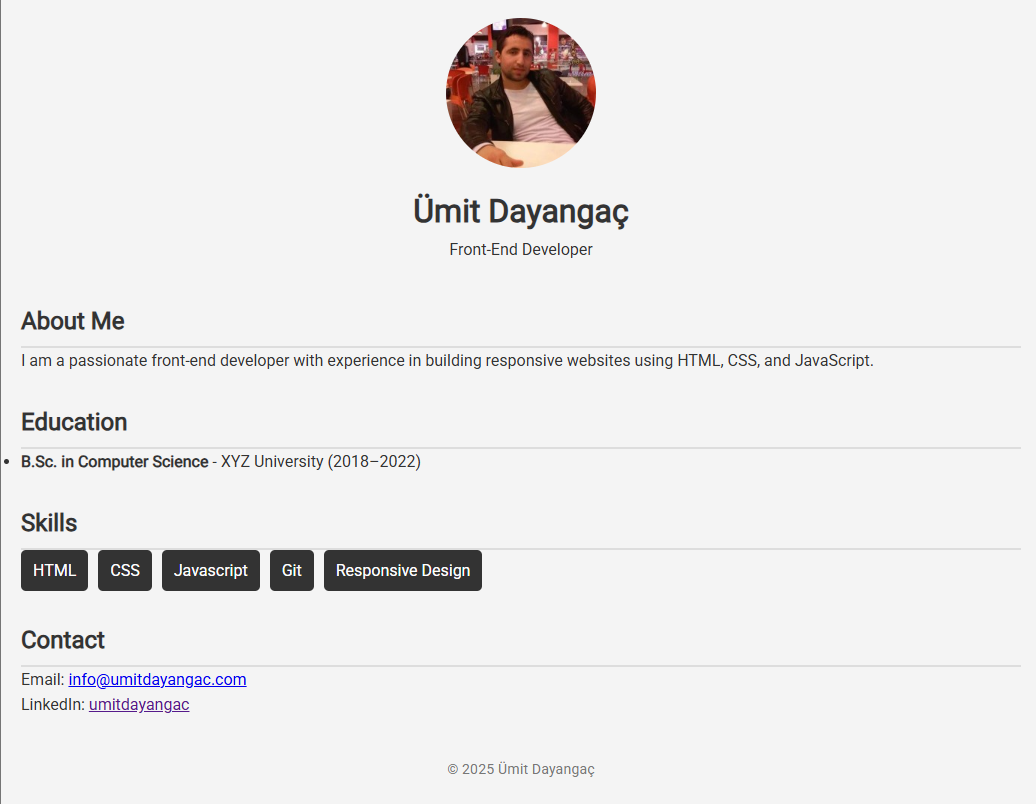 Ümit Dayangaç
Front-End Developer
About Me
I am a passionate front-end developer with experience in building responsive websites using HTML, CSS, and JavaScript.
Education
• B.Sc. in Computer Science - XYZ University (2018–2022)
Skills
HTML CSS Javascript Git Responsive Design
Contact
Email: info@umitdayangac.com
LinkedIn: umitdayangac
© 2025 Ümit Dayangaç